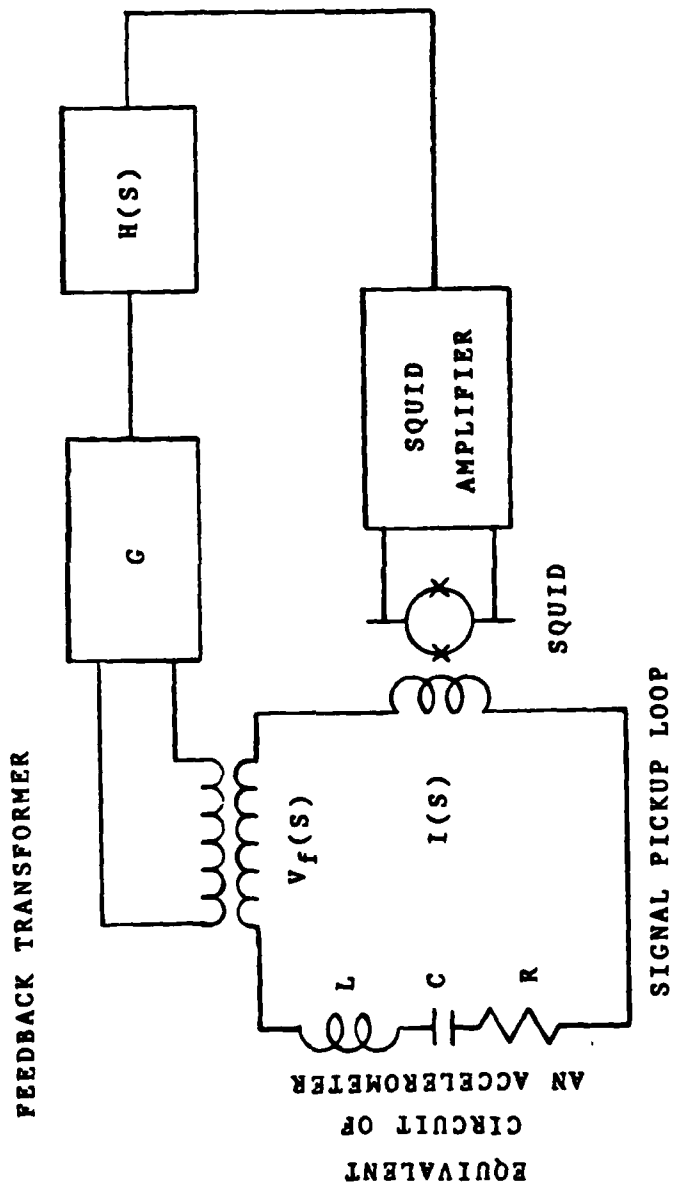 FEEDBACK TRANSFORMER
G
H(S)
V_f(S)
I(S)
L
C
R
EQUIVALENT
CIRCUIT OF
AN ACCELEROMETER
SQUID
SQUID
AMPLIFIER
SIGNAL PICKUP LOOP